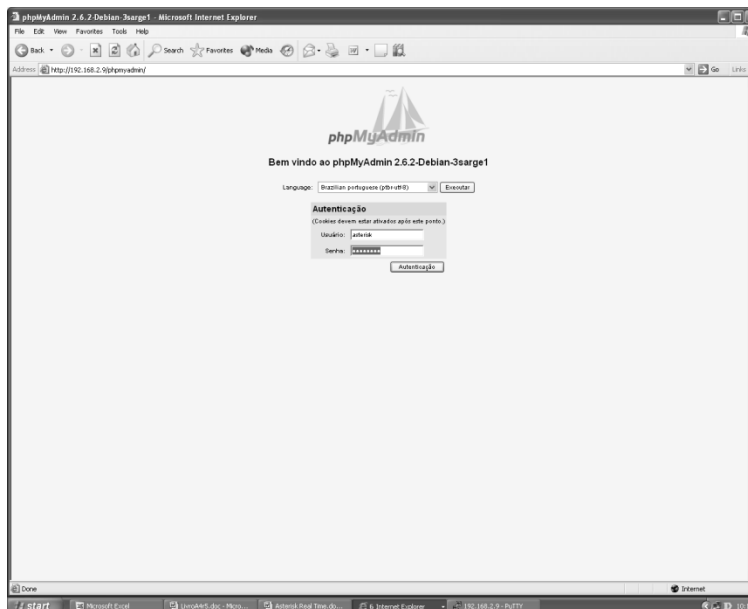 phpMyAdmin 2.6.2-Debian-3sarge1 - Microsoft Internet Explorer
File Edit View Favorites Tools Help
Back Search Favorites Media
Address http://192.168.2.9/phpmyadmin/ Go Links
phpMyAdmin
Bem vindo ao phpMyAdmin 2.6.2-Debian-3sarge1
Language: Brazilian portuguese (ptbr-utf-8) Executar
Autenticação
(Cookies devem estar ativados após este ponto.)
Usuário: asterisk
Senha: ********
Autenticação
Done Internet
start Microsoft Excel LivroA4r5.doc - Micro... Asterisk Real Time.do... 6 Internet Explorer 192.168.2.9 - PuTTY